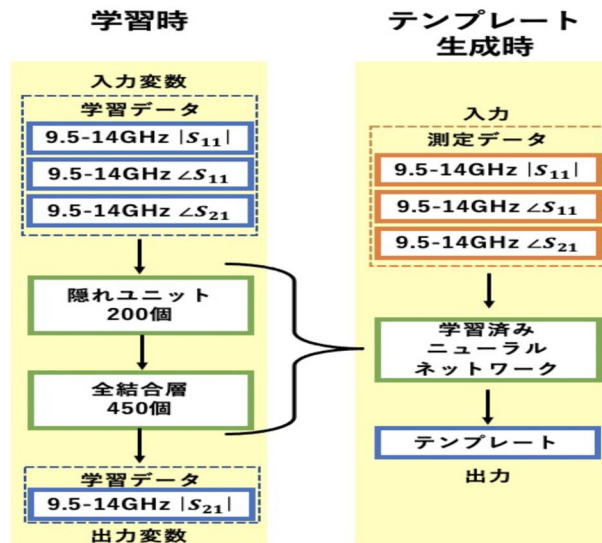 学習時
入力変数
学習データ
9.5-14GHz |S₁₁|
9.5-14GHz ∠S₁₁
9.5-14GHz ∠S₂₁
隠れユニット
200個
全結合層
450個
学習データ
9.5-14GHz |S₂₁|
出力変数
テンプレート
生成時
入力
測定データ
9.5-14GHz |S₁₁|
9.5-14GHz ∠S₁₁
9.5-14GHz ∠S₂₁
学習済み
ニューラル
ネットワーク
テンプレート
出力